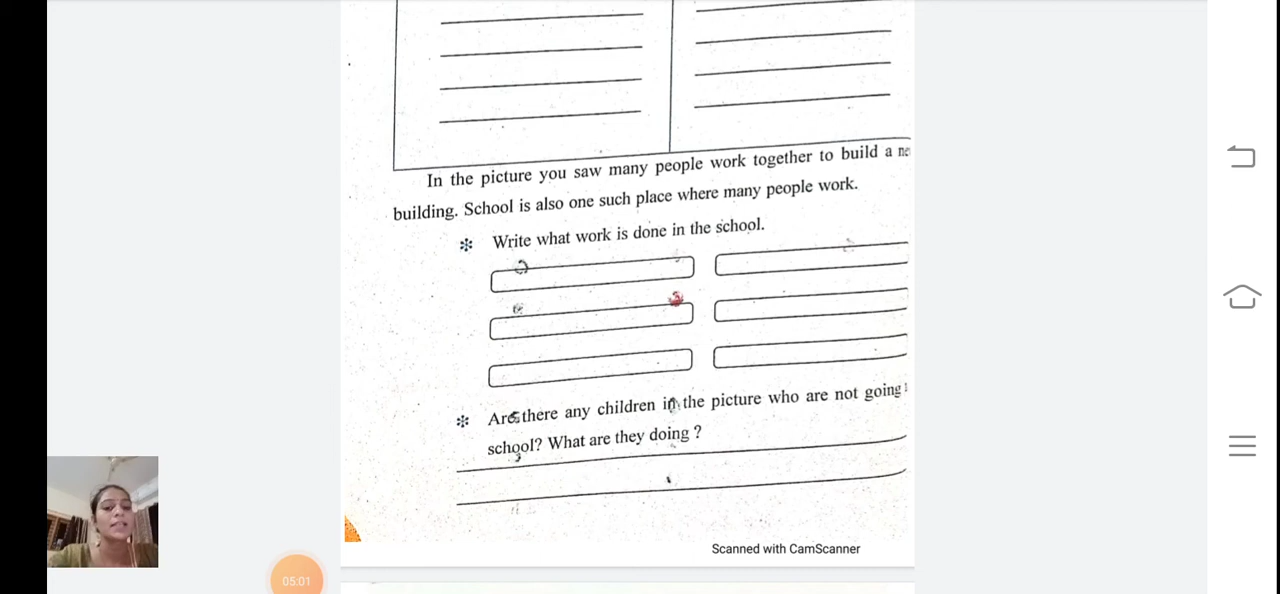 In the picture you saw many people work together to build a
building. School is also one such place where many people work.
* Write what work is done in the school.
* Are there any children in the picture who are not going
school? What are they doing ?
Scanned with CamScanner
05:01